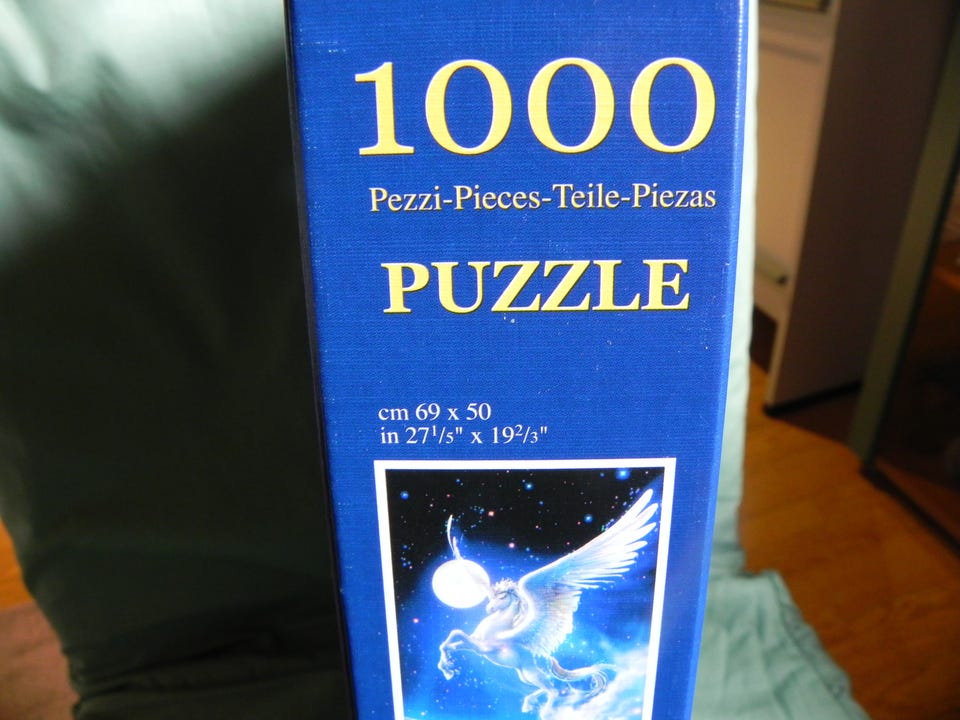 1000
Pezzi-Pieces-Teile-Piezas
PUZZLE
cm 69 x 50
in 27¹/₅" x 19²/₃"